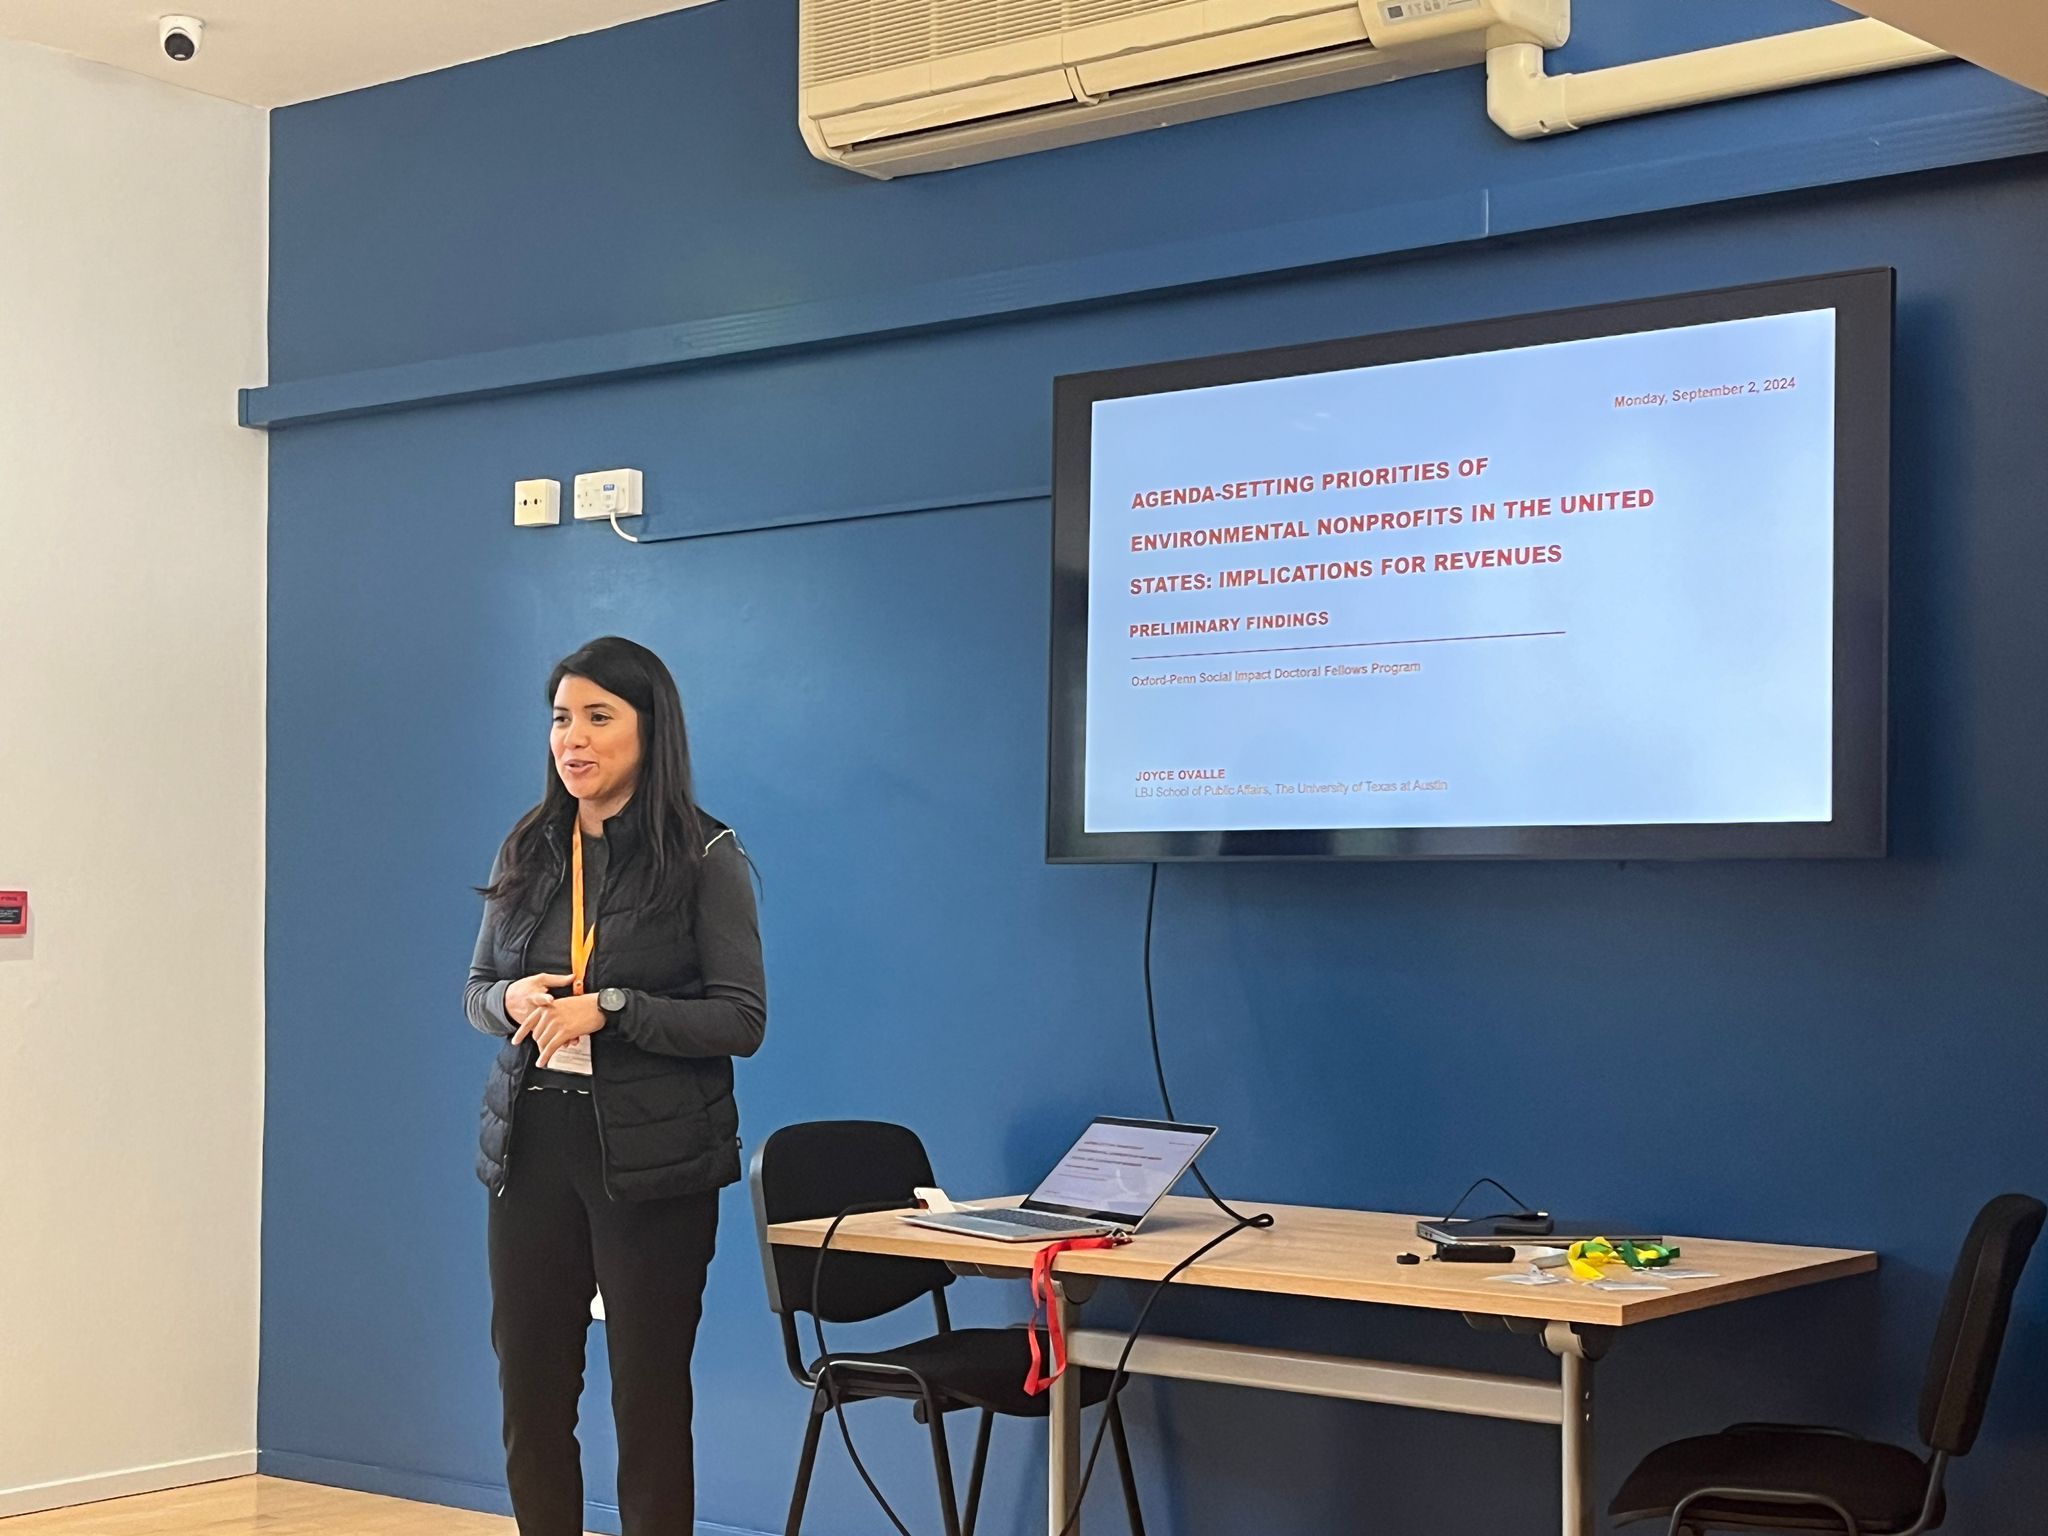 Monday, September 2, 2024
AGENDA-SETTING PRIORITIES OF
ENVIRONMENTAL NONPROFITS IN THE UNITED
STATES: IMPLICATIONS FOR REVENUES
PRELIMINARY FINDINGS
Oxford-Penn Social Impact Doctoral Fellows Program
JOYCE OVALLE
LBJ School of Public Affairs, The University of Texas at Austin